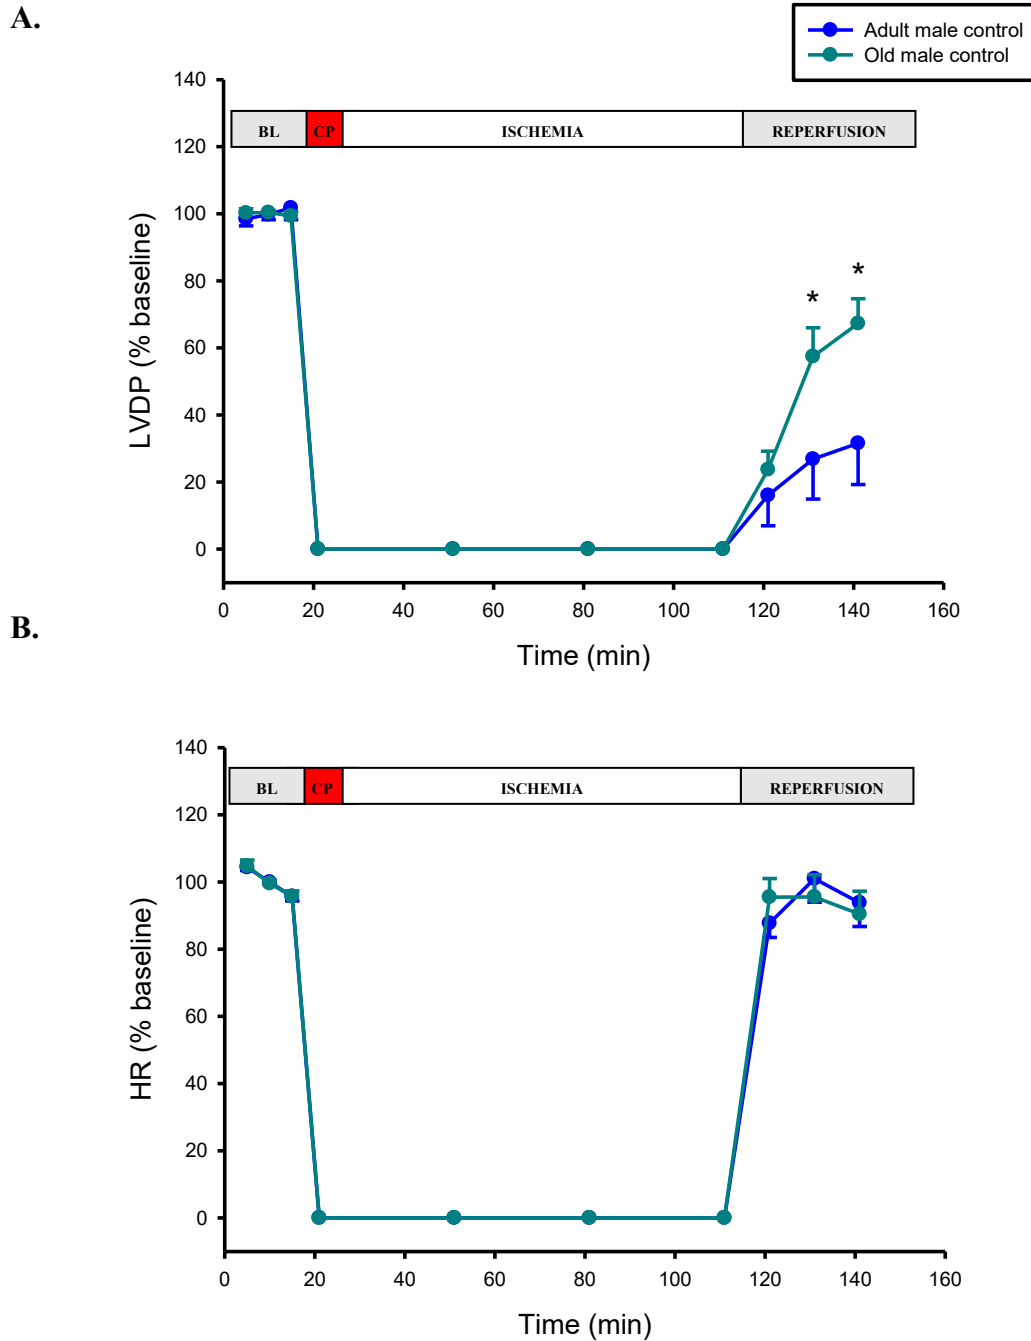 A.
Adult male control
Old male control
140
120
100
80
60
40
20
0
LVDP (% baseline)
BL CP ISCHEMIA REPERFUSION
*
*
0 20 40 60 80 100 120 140 160
Time (min)
B.
140
120
100
80
60
40
20
0
HR (% baseline)
BL CP ISCHEMIA REPERFUSION
0 20 40 60 80 100 120 140 160
Time (min)